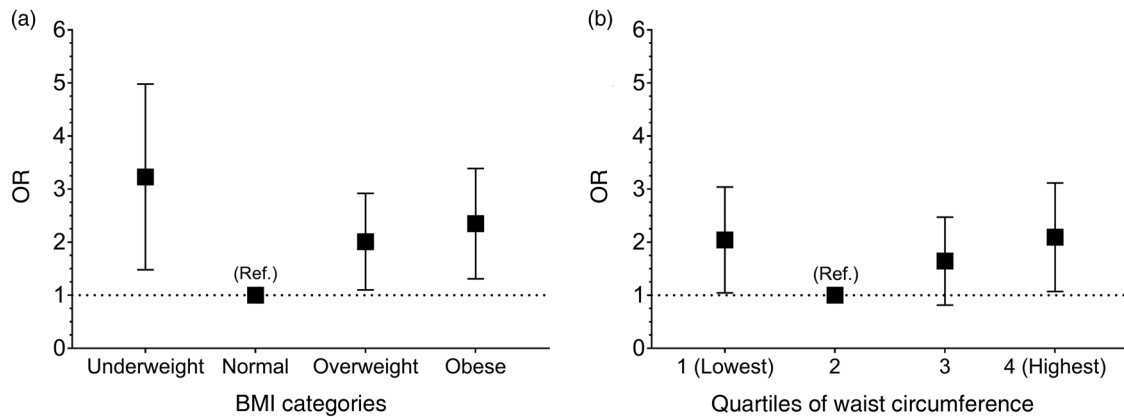 (a)
6
5
4
3
2
1
0
OR
(Ref.)
Underweight Normal Overweight Obese
BMI categories
(b)
6
5
4
3
2
1
0
OR
(Ref.)
1 (Lowest) 2 3 4 (Highest)
Quartiles of waist circumference